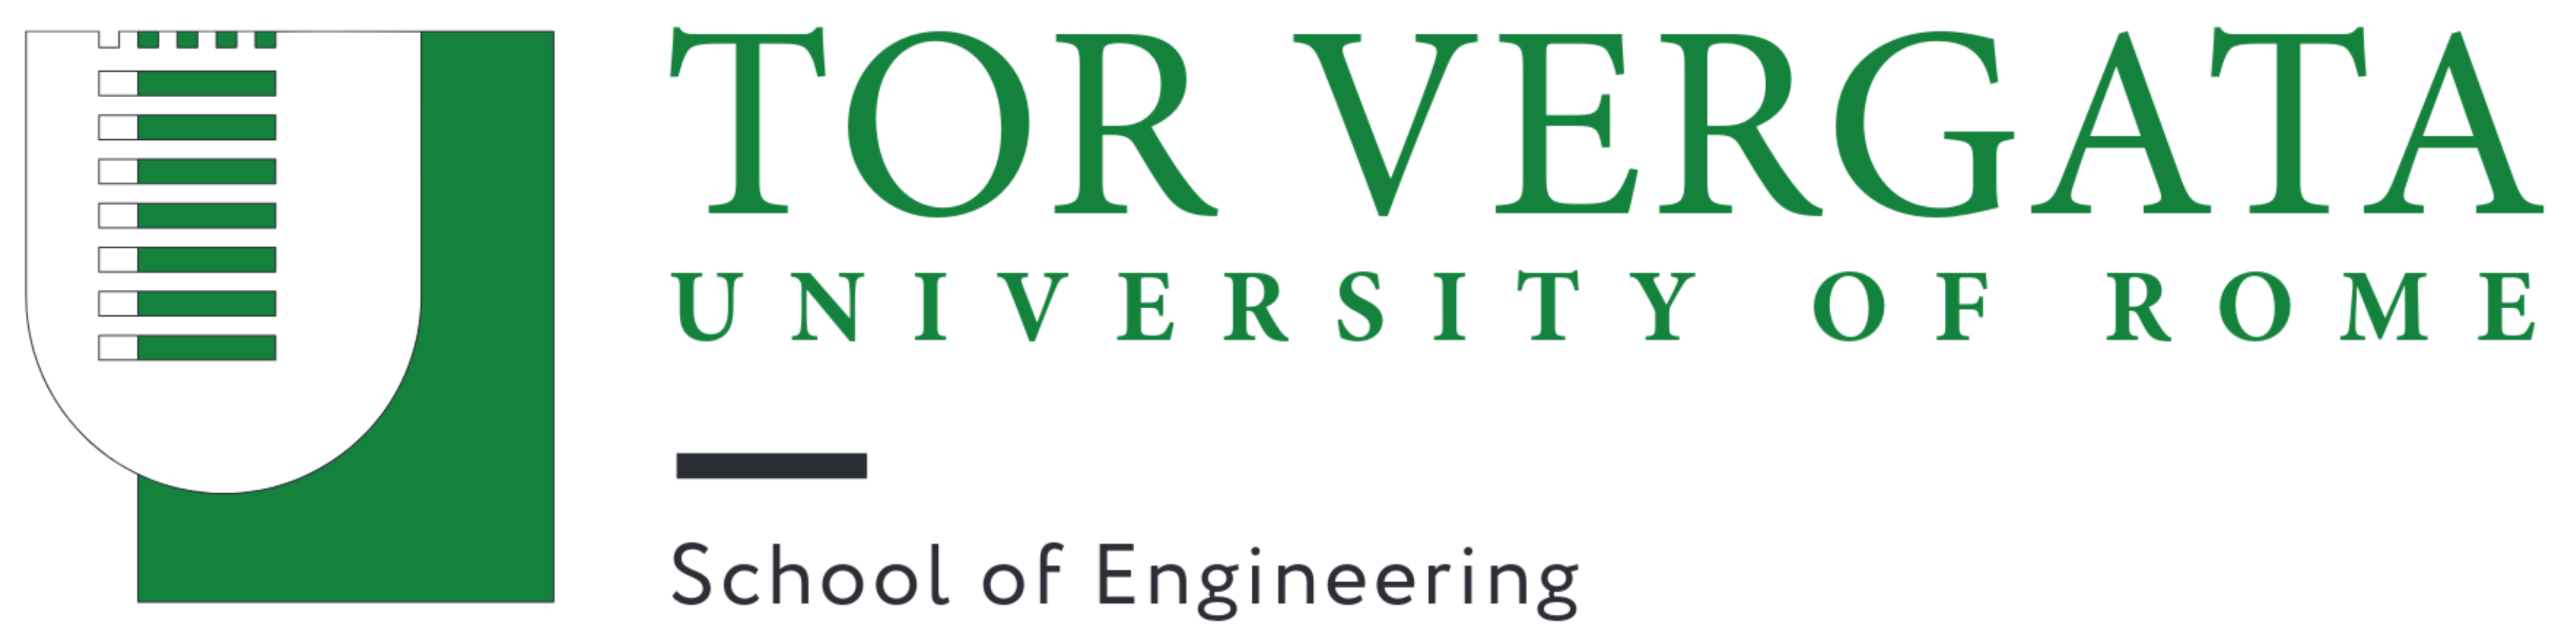 TOR VERGATA
UNIVERSITY OF ROME
School of Engineering